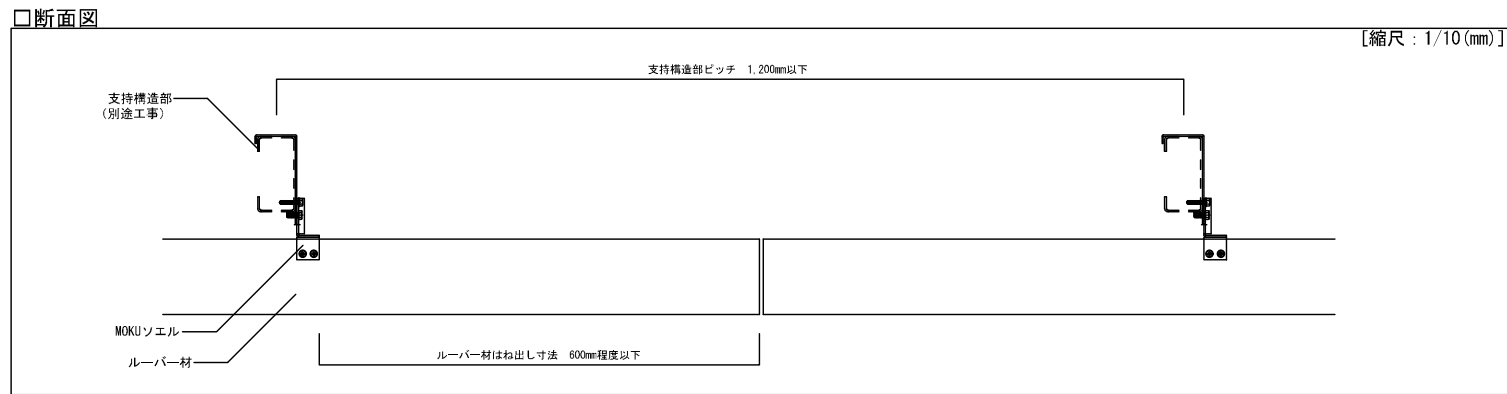 □断面図
[縮尺：1/10(mm)]
支持構造部ピッチ　1,200mm以下
支持構造部
(別途工事)
MOKUソエル
ルーバー材
ルーバー材はね出し寸法　600mm程度以下